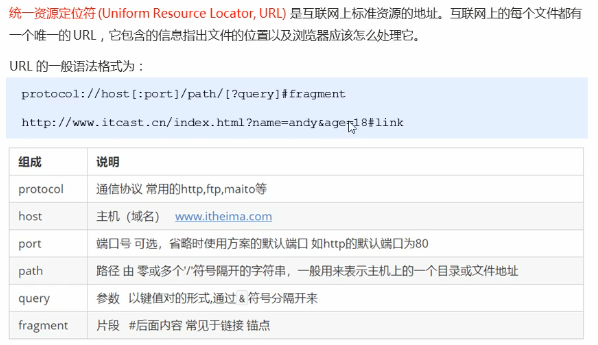 统一资源定位符 (Uniform Resource Locator, URL) 是互联网上标准资源的地址。互联网上的每个文件都有
一个唯一的 URL，它包含的信息指出文件的位置以及浏览器应该怎么处理它。
URL 的一般语法格式为：
protocol://host[:port]/path/[?query]#fragment
http://www.itcast.cn/index.html?name=andy&age=18#link
组成 说明
protocol 通信协议 常用的http,ftp,maito等
host 主机（域名） www.itheima.com
port 端口号 可选，省略时使用方案的默认端口 如http的默认端口为80
path 路径 由 零或多个'/'符号隔开的字符串，一般用来表示主机上的一个目录或文件地址
query 参数 以键值对的形式,通过 & 符号分隔开来
fragment 片段 #后面内容 常见于链接 锚点